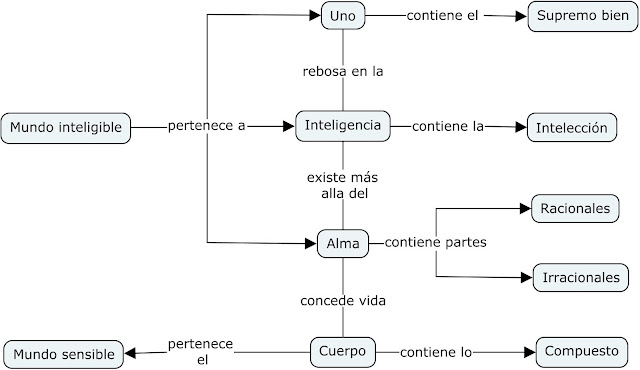 Uno
contiene el
Supremo bien
rebosa en la
Mundo inteligible
pertenece a
Inteligencia
contiene la
Intelección
existe más
alla del
Racionales
Alma
contiene partes
Irracionales
concede vida
Mundo sensible
pertenece
el
Cuerpo
contiene lo
Compuesto